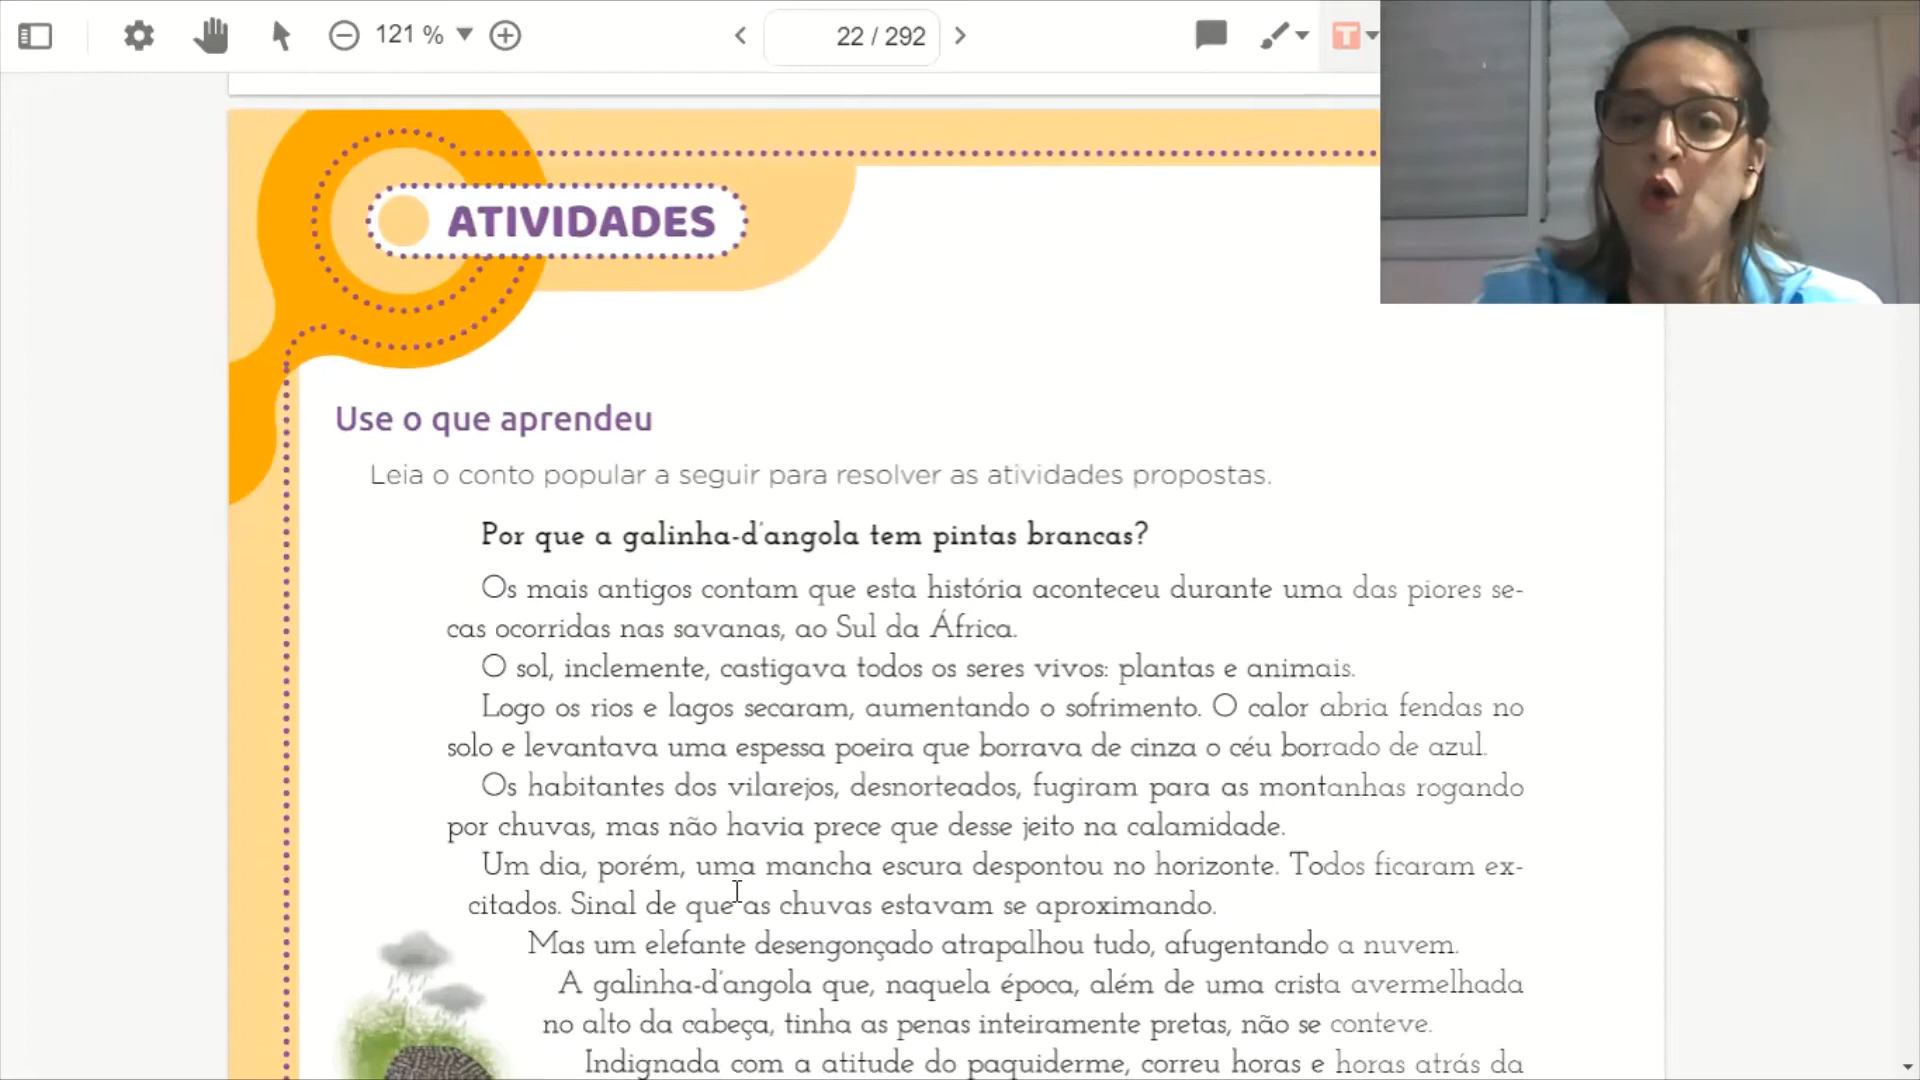 121 %
22 / 292
T
ATIVIDADES
Use o que aprendeu
Leia o conto popular a seguir para resolver as atividades propostas.
Por que a galinha-d'angola tem pintas brancas?
Os mais antigos contam que esta história aconteceu durante uma das piores se-
cas ocorridas nas savanas, ao Sul da África.
O sol, inclemente, castigava todos os seres vivos: plantas e animais.
Logo os rios e lagos secaram, aumentando o sofrimento. O calor abria fendas no
solo e levantava uma espessa poeira que borrava de cinza o céu borrado de azul.
Os habitantes dos vilarejos, desnorteados, fugiram para as montanhas rogando
por chuvas, mas não havia prece que desse jeito na calamidade.
Um dia, porém, uma mancha escura despontou no horizonte. Todos ficaram ex-
citados. Sinal de que as chuvas estavam se aproximando.
Mas um elefante desengonçado atrapalhou tudo, afugentando a nuvem.
A galinha-d'angola que, naquela época, além de uma crista avermelhada
no alto da cabeça, tinha as penas inteiramente pretas, não se conteve.
Indignada com a atitude do paquiderme, correu horas e horas atrás da